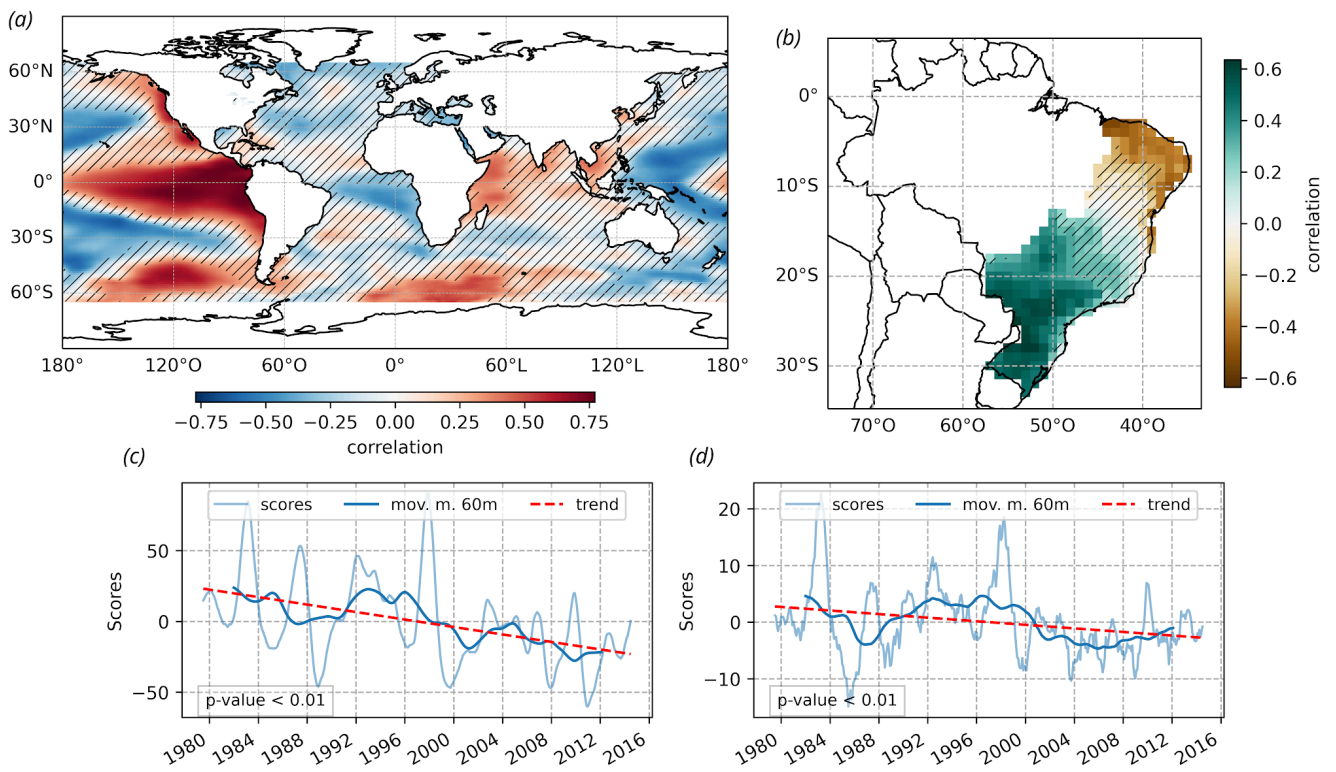 (a)
60°N
30°N
0°
30°S
60°S
180° 120°O 60°O 0° 60°L 120°L 180°
−0.75 −0.50 −0.25 0.00 0.25 0.50 0.75
correlation
(b)
0°
10°S
20°S
30°S
70°O 60°O 50°O 40°O
0.6
0.4
0.2
0.0
−0.2
−0.4
−0.6
correlation
(c)
scores mov. m. 60m trend
50
0
−50
Scores
p-value < 0.01
1980 1984 1988 1992 1996 2000 2004 2008 2012 2016
(d)
scores mov. m. 60m trend
20
10
0
−10
Scores
p-value < 0.01
1980 1984 1988 1992 1996 2000 2004 2008 2012 2016